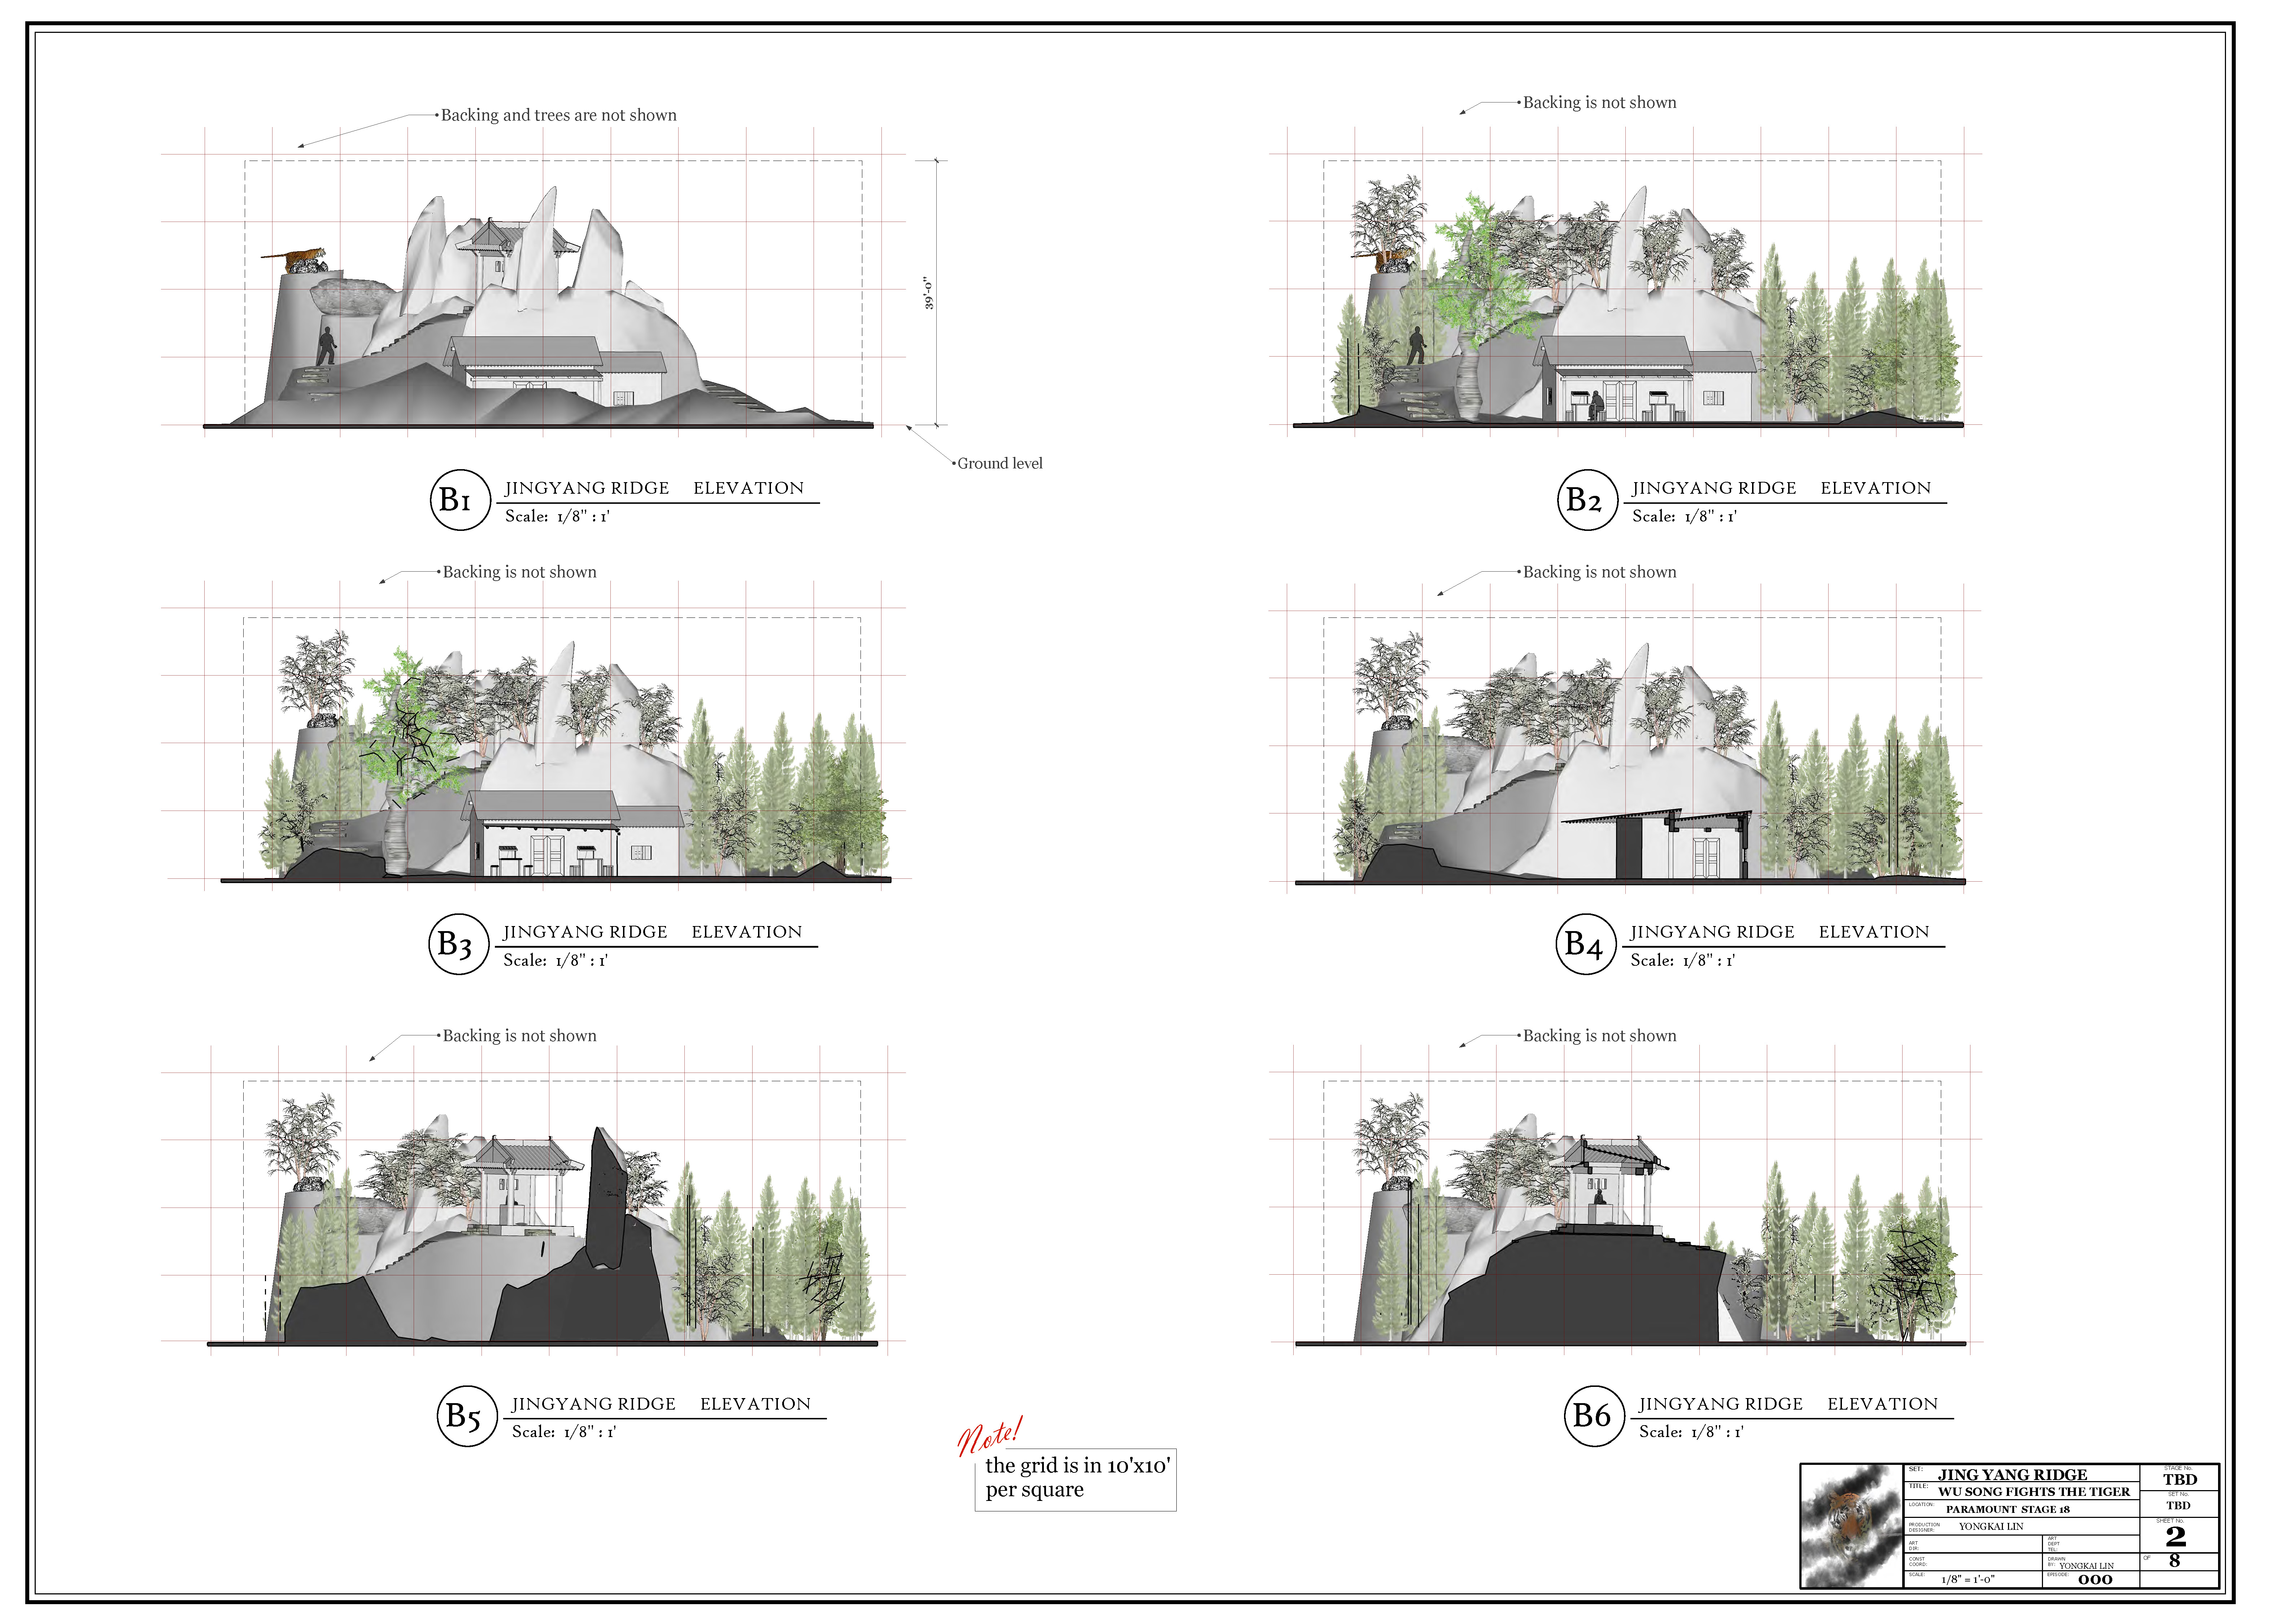 Backing and trees are not shown
39'-0"
Ground level
B1
JINGYANG RIDGE ELEVATION
Scale: 1/8" : 1'
Backing is not shown
B2
JINGYANG RIDGE ELEVATION
Scale: 1/8" : 1'
Backing is not shown
B3
JINGYANG RIDGE ELEVATION
Scale: 1/8" : 1'
Backing is not shown
B4
JINGYANG RIDGE ELEVATION
Scale: 1/8" : 1'
Backing is not shown
B5
JINGYANG RIDGE ELEVATION
Scale: 1/8" : 1'
Backing is not shown
B6
JINGYANG RIDGE ELEVATION
Scale: 1/8" : 1'
Note!
the grid is in 10'x10'
per square
SET: JING YANG RIDGE
TITLE: WU SONG FIGHTS THE TIGER
LOCATION: PARAMOUNT STAGE 18
PRODUCTION
DESIGNER: YONGKAI LIN
ART
DIR:
ART
DEPT
TEL:
CONST
COORD:
DRAWN
BY: YONGKAI LIN
SCALE: 1/8" = 1'-0"
EPISODE: 000
STAGE No.
TBD
SET No.
TBD
SHEET No.
2
OF 8